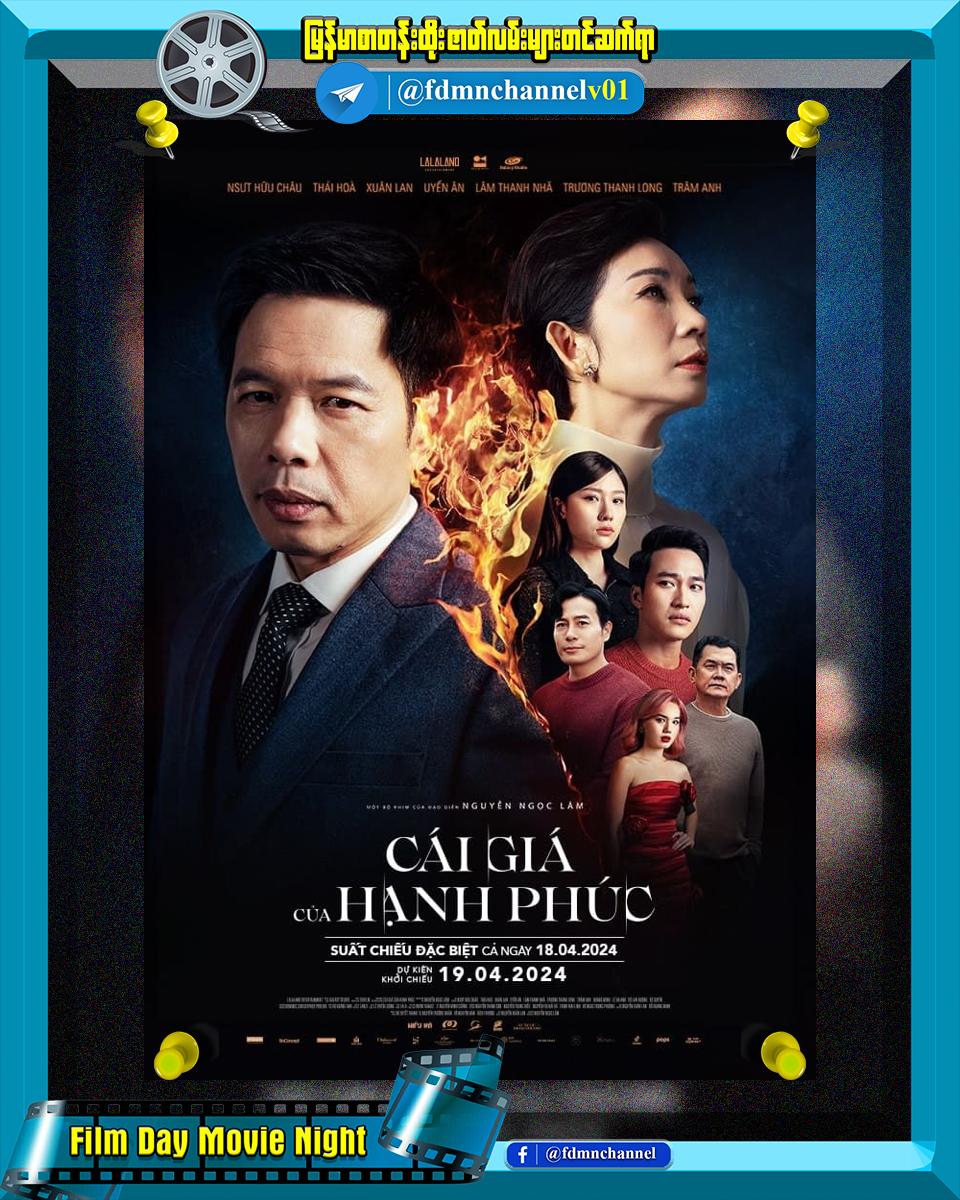 မြန်မာစာတန်းထိုးဇာတ်လမ်းများတင်ဆက်ရာ
@fdmnchannelv01
LALALAND
ENTERTAINMENT
NSƯT HỮU CHÂU THÁI HOÀ XUÂN LAN UYỂN ÂN LÂM THANH NHÃ TRƯƠNG THANH LONG TRÂM ANH
MỘT BỘ PHIM CỦA ĐẠO DIỄN NGUYỄN NGỌC LÂM
CÁI GIÁ
CỦA HẠNH PHÚC
SUẤT CHIẾU ĐẶC BIỆT CẢ NGÀY 18.04.2024
DỰ KIẾN
KHỞI CHIẾU 19.04.2024
Film Day Movie Night
@fdmnchannel